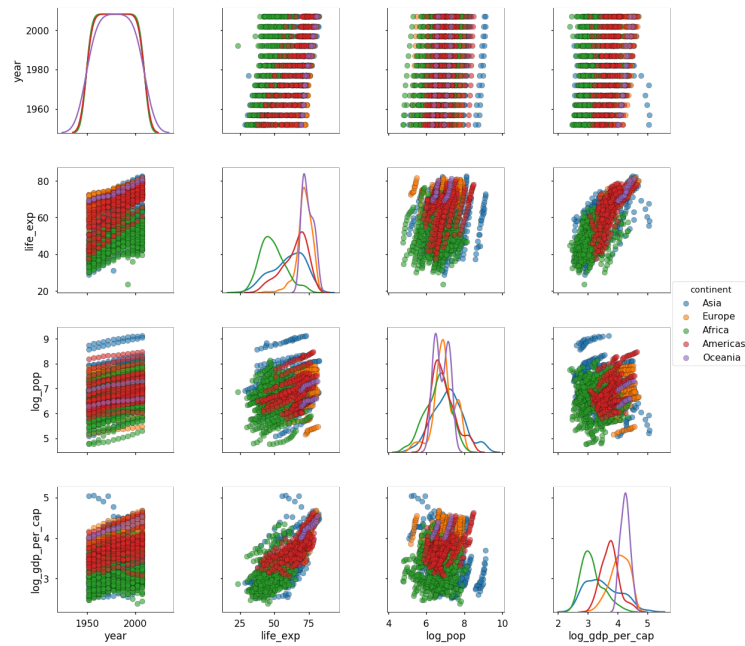 year
2000
1980
1960
life_exp
80
60
40
20
continent
Asia
Europe
Africa
Americas
Oceania
log_pop
9
8
7
6
5
log_gdp_per_cap
5
4
3
1950 2000
25 50 75
4 6 8 10
2 3 4 5
year life_exp log_pop log_gdp_per_cap